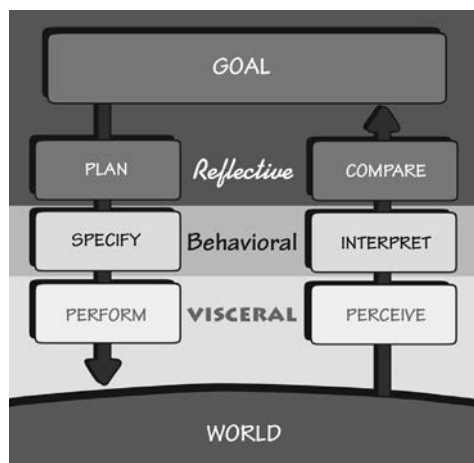 GOAL
PLAN Reflective COMPARE
SPECIFY Behavioral INTERPRET
PERFORM VISCERAL PERCEIVE
WORLD